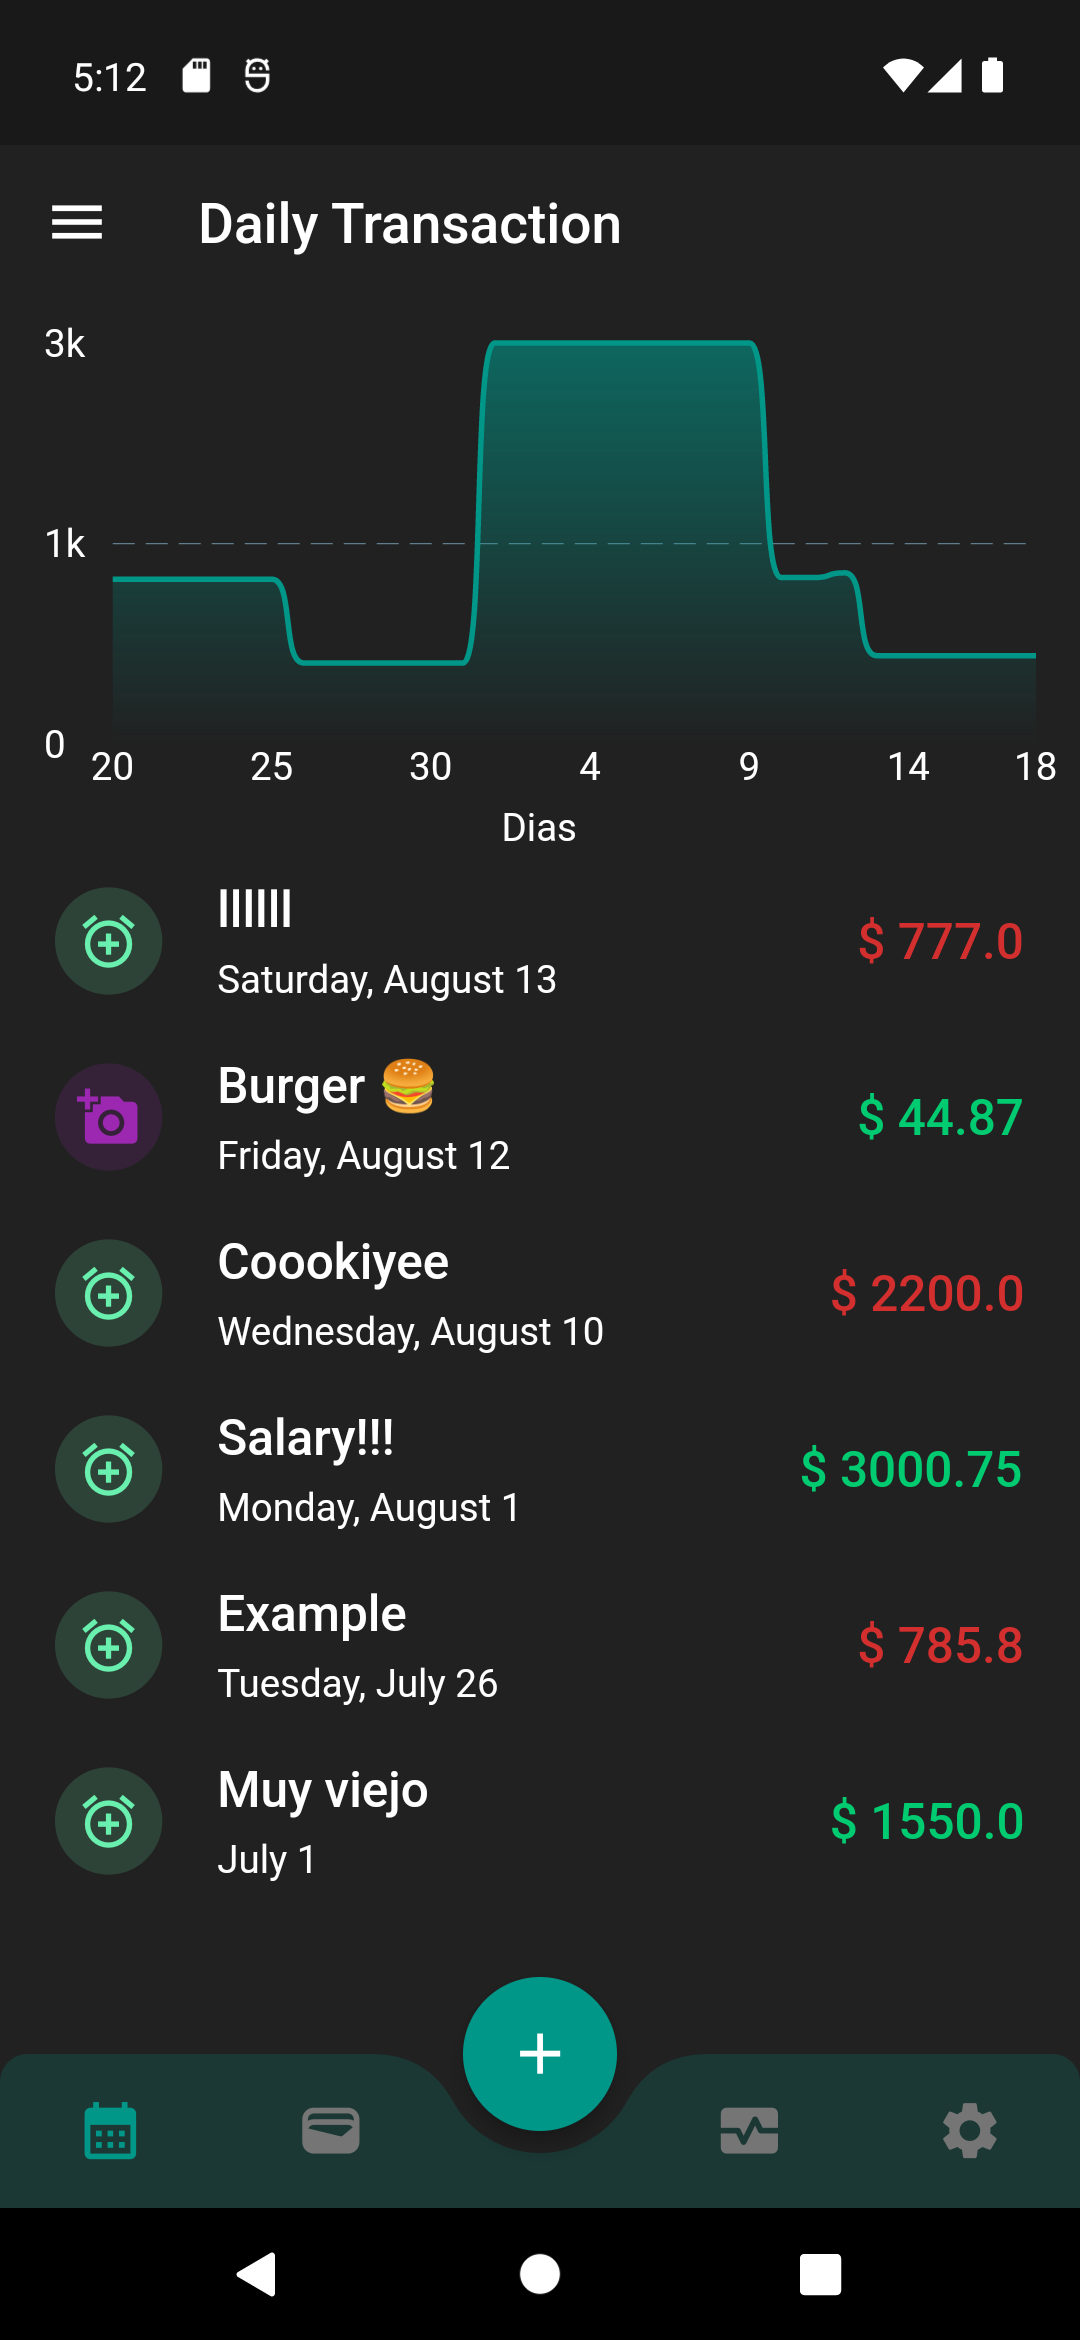 5:12
Daily Transaction
3k
1k
0
20 25 30 4 9 14 18
Dias
||||||
Saturday, August 13
$ 777.0
Burger 🍔
Friday, August 12
$ 44.87
Coookiyee
Wednesday, August 10
$ 2200.0
Salary!!!
Monday, August 1
$ 3000.75
Example
Tuesday, July 26
$ 785.8
Muy viejo
July 1
$ 1550.0